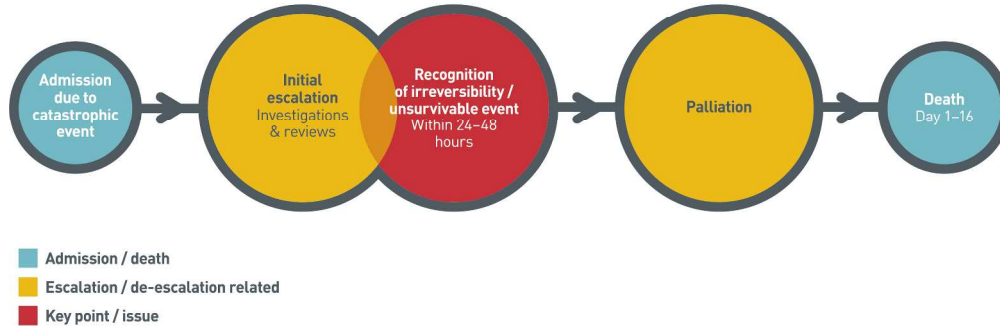 Admission
due to
catastrophic
event
Initial
escalation
Investigations
& reviews
Recognition
of irreversibility /
unsurvivable event
Within 24–48
hours
Palliation
Death
Day 1–16
Admission / death
Escalation / de-escalation related
Key point / issue